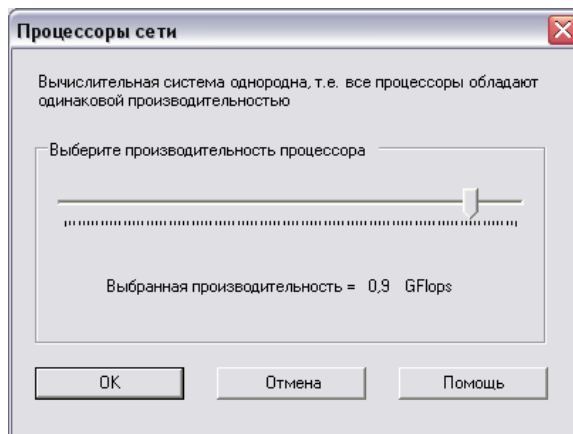 Процессоры сети
Вычислительная система однородна, т.е. все процессоры обладают
одинаковой производительностью
Выберите производительность процессора
Выбранная производительность = 0,9 GFlops
OK
Отмена
Помощь